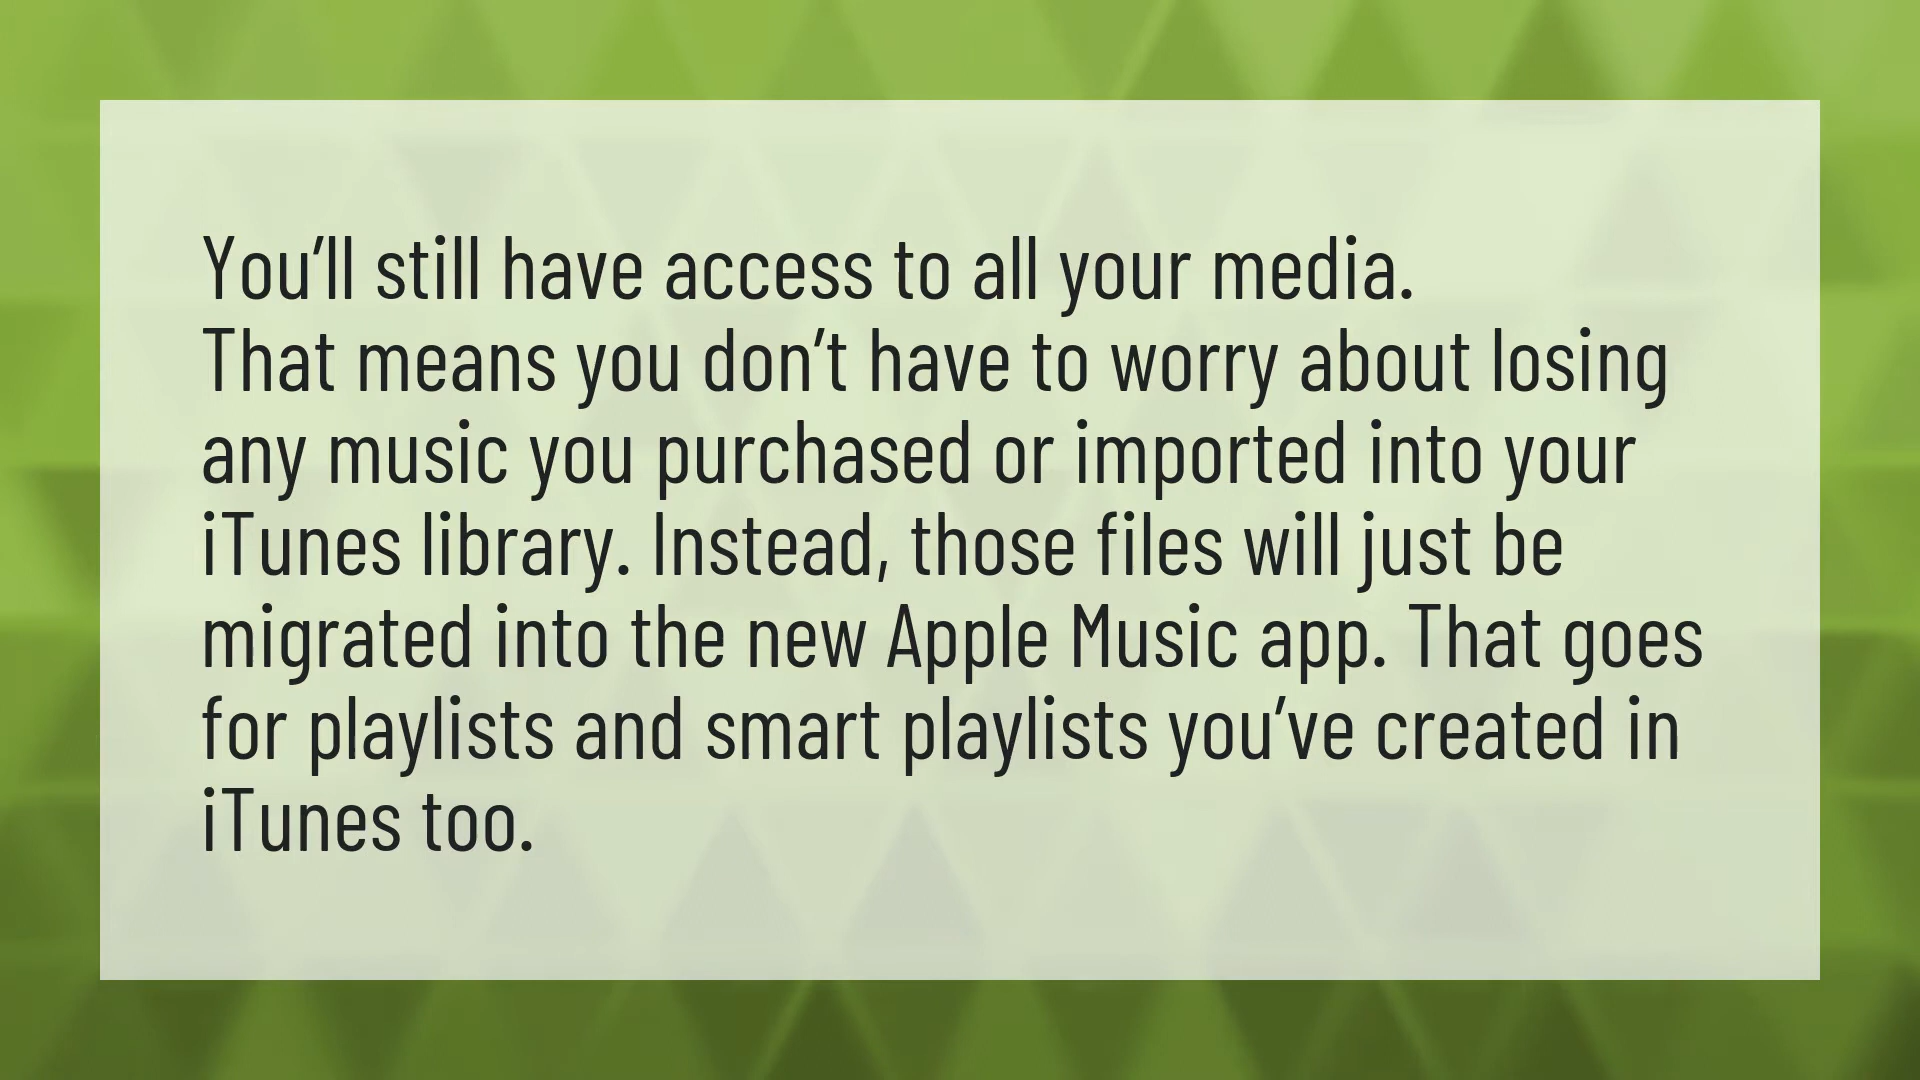 You’ll still have access to all your media.
That means you don’t have to worry about losing
any music you purchased or imported into your
iTunes library. Instead, those files will just be
migrated into the new Apple Music app. That goes
for playlists and smart playlists you’ve created in
iTunes too.